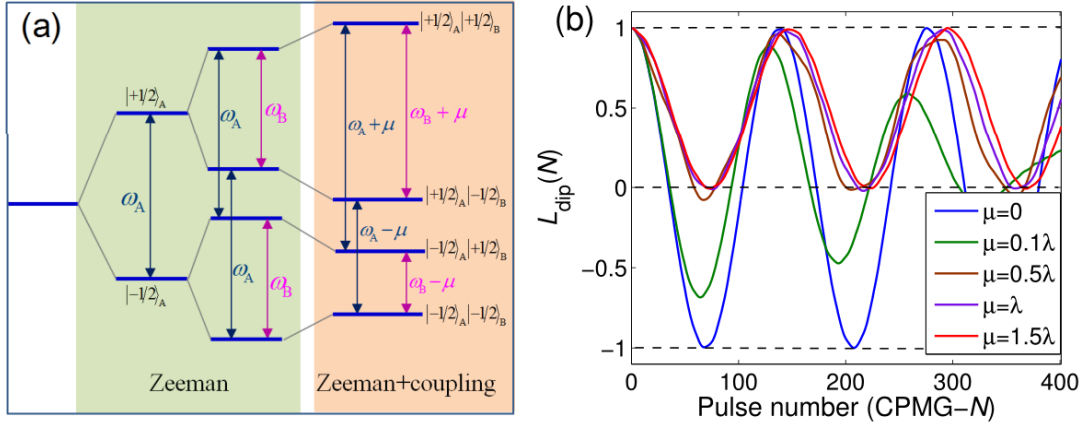 (a)
|+1/2⟩A|+1/2⟩B
|+1/2⟩A
ωA
ωB
ωA+μ
ωB+μ
ωA
|+1/2⟩A|−1/2⟩B
ωA−μ
|−1/2⟩A|+1/2⟩B
|−1/2⟩A
ωA
ωB
ωB−μ
|−1/2⟩A|−1/2⟩B
Zeeman
Zeeman+coupling
(b)
Ldip(N)
1
0.5
0
−0.5
−1
μ=0
μ=0.1λ
μ=0.5λ
μ=λ
μ=1.5λ
0 100 200 300 400
Pulse number (CPMG−N)